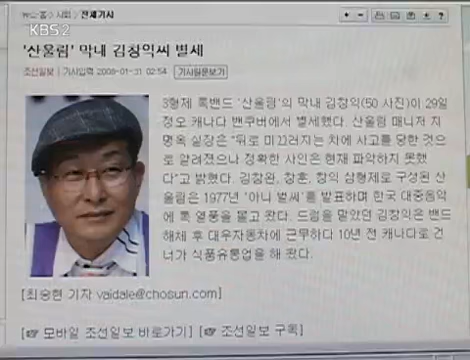 뉴스홈 > 사회 > 전체기사
KBS 2
'산울림' 막내 김창익씨 별세
조선일보 | 기사입력 2008-01-31 02:54 기사원문보기
3형제 록밴드 '산울림'의 막내 김창익(50 사진)이 29일
정오 캐나다 밴쿠버에서 별세했다. 산울림 매니저 지
명옥 실장은 "뒤로 미끄러지는 차에 사고를 당한 것으
로 알려졌으나 정확한 사인은 현재 파악하지 못했
다"고 밝혔다. 김창완, 창훈, 창익 삼형제로 구성된 산
울림은 1977년 '아니 벌써'를 발표하며 한국 대중음악
에 록 열풍을 몰고 왔다. 드럼을 맡았던 김창익은 밴드
해체 후 대우자동차에 근무하다 10년 전 캐나다로 건
너가 식품유통업을 해 왔다.
[최승현 기자 vaidale@chosun.com]
[☞ 모바일 조선일보 바로가기] [☞ 조선일보 구독]